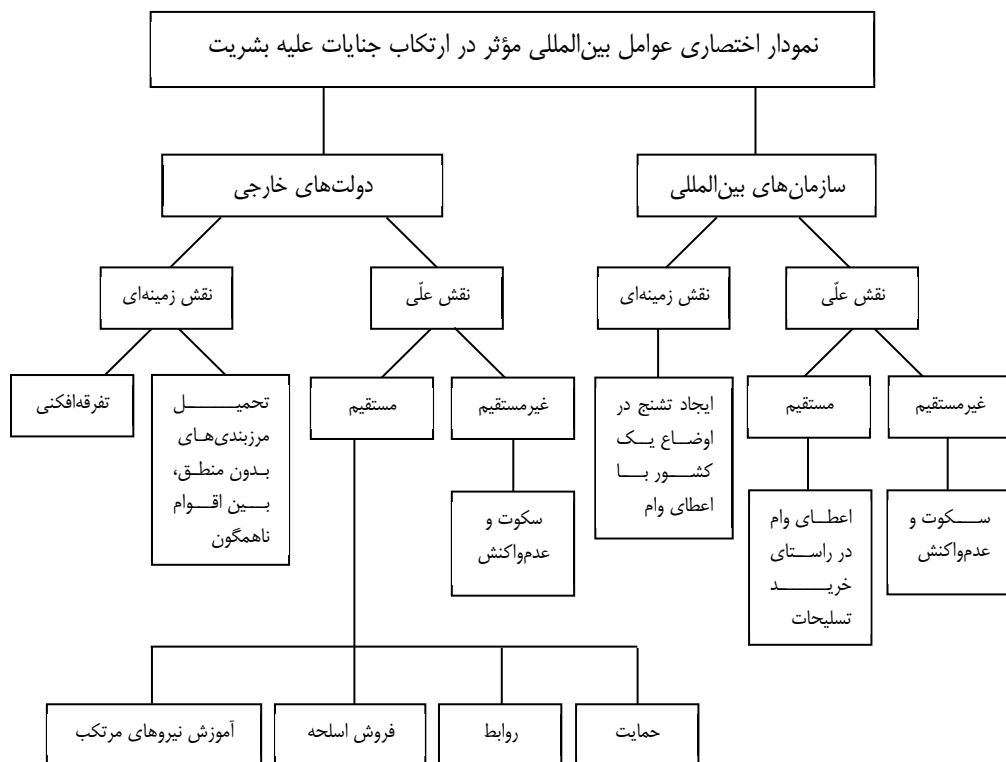 نمودار اختصاری عوامل بین‌المللی مؤثر در ارتکاب جنایات علیه بشریت
سازمان‌های بین‌المللی
دولت‌های خارجی
نقش علّی
نقش زمینه‌ای
نقش علّی
نقش زمینه‌ای
غیرمستقیم
مستقیم
ایجاد تشنج در
اوضاع یک
کشور با
اعطای وام
غیرمستقیم
مستقیم
تحمیل
مرزبندی‌های
بدون منطق،
بین اقوام
ناهمگون
تفرقه‌افکنی
سکوت و
عدم‌واکنش
اعطای وام
در راستای
خرید
تسلیحات
سکوت و
عدم‌واکنش
حمایت
روابط
فروش اسلحه
آموزش نیروهای مرتکب